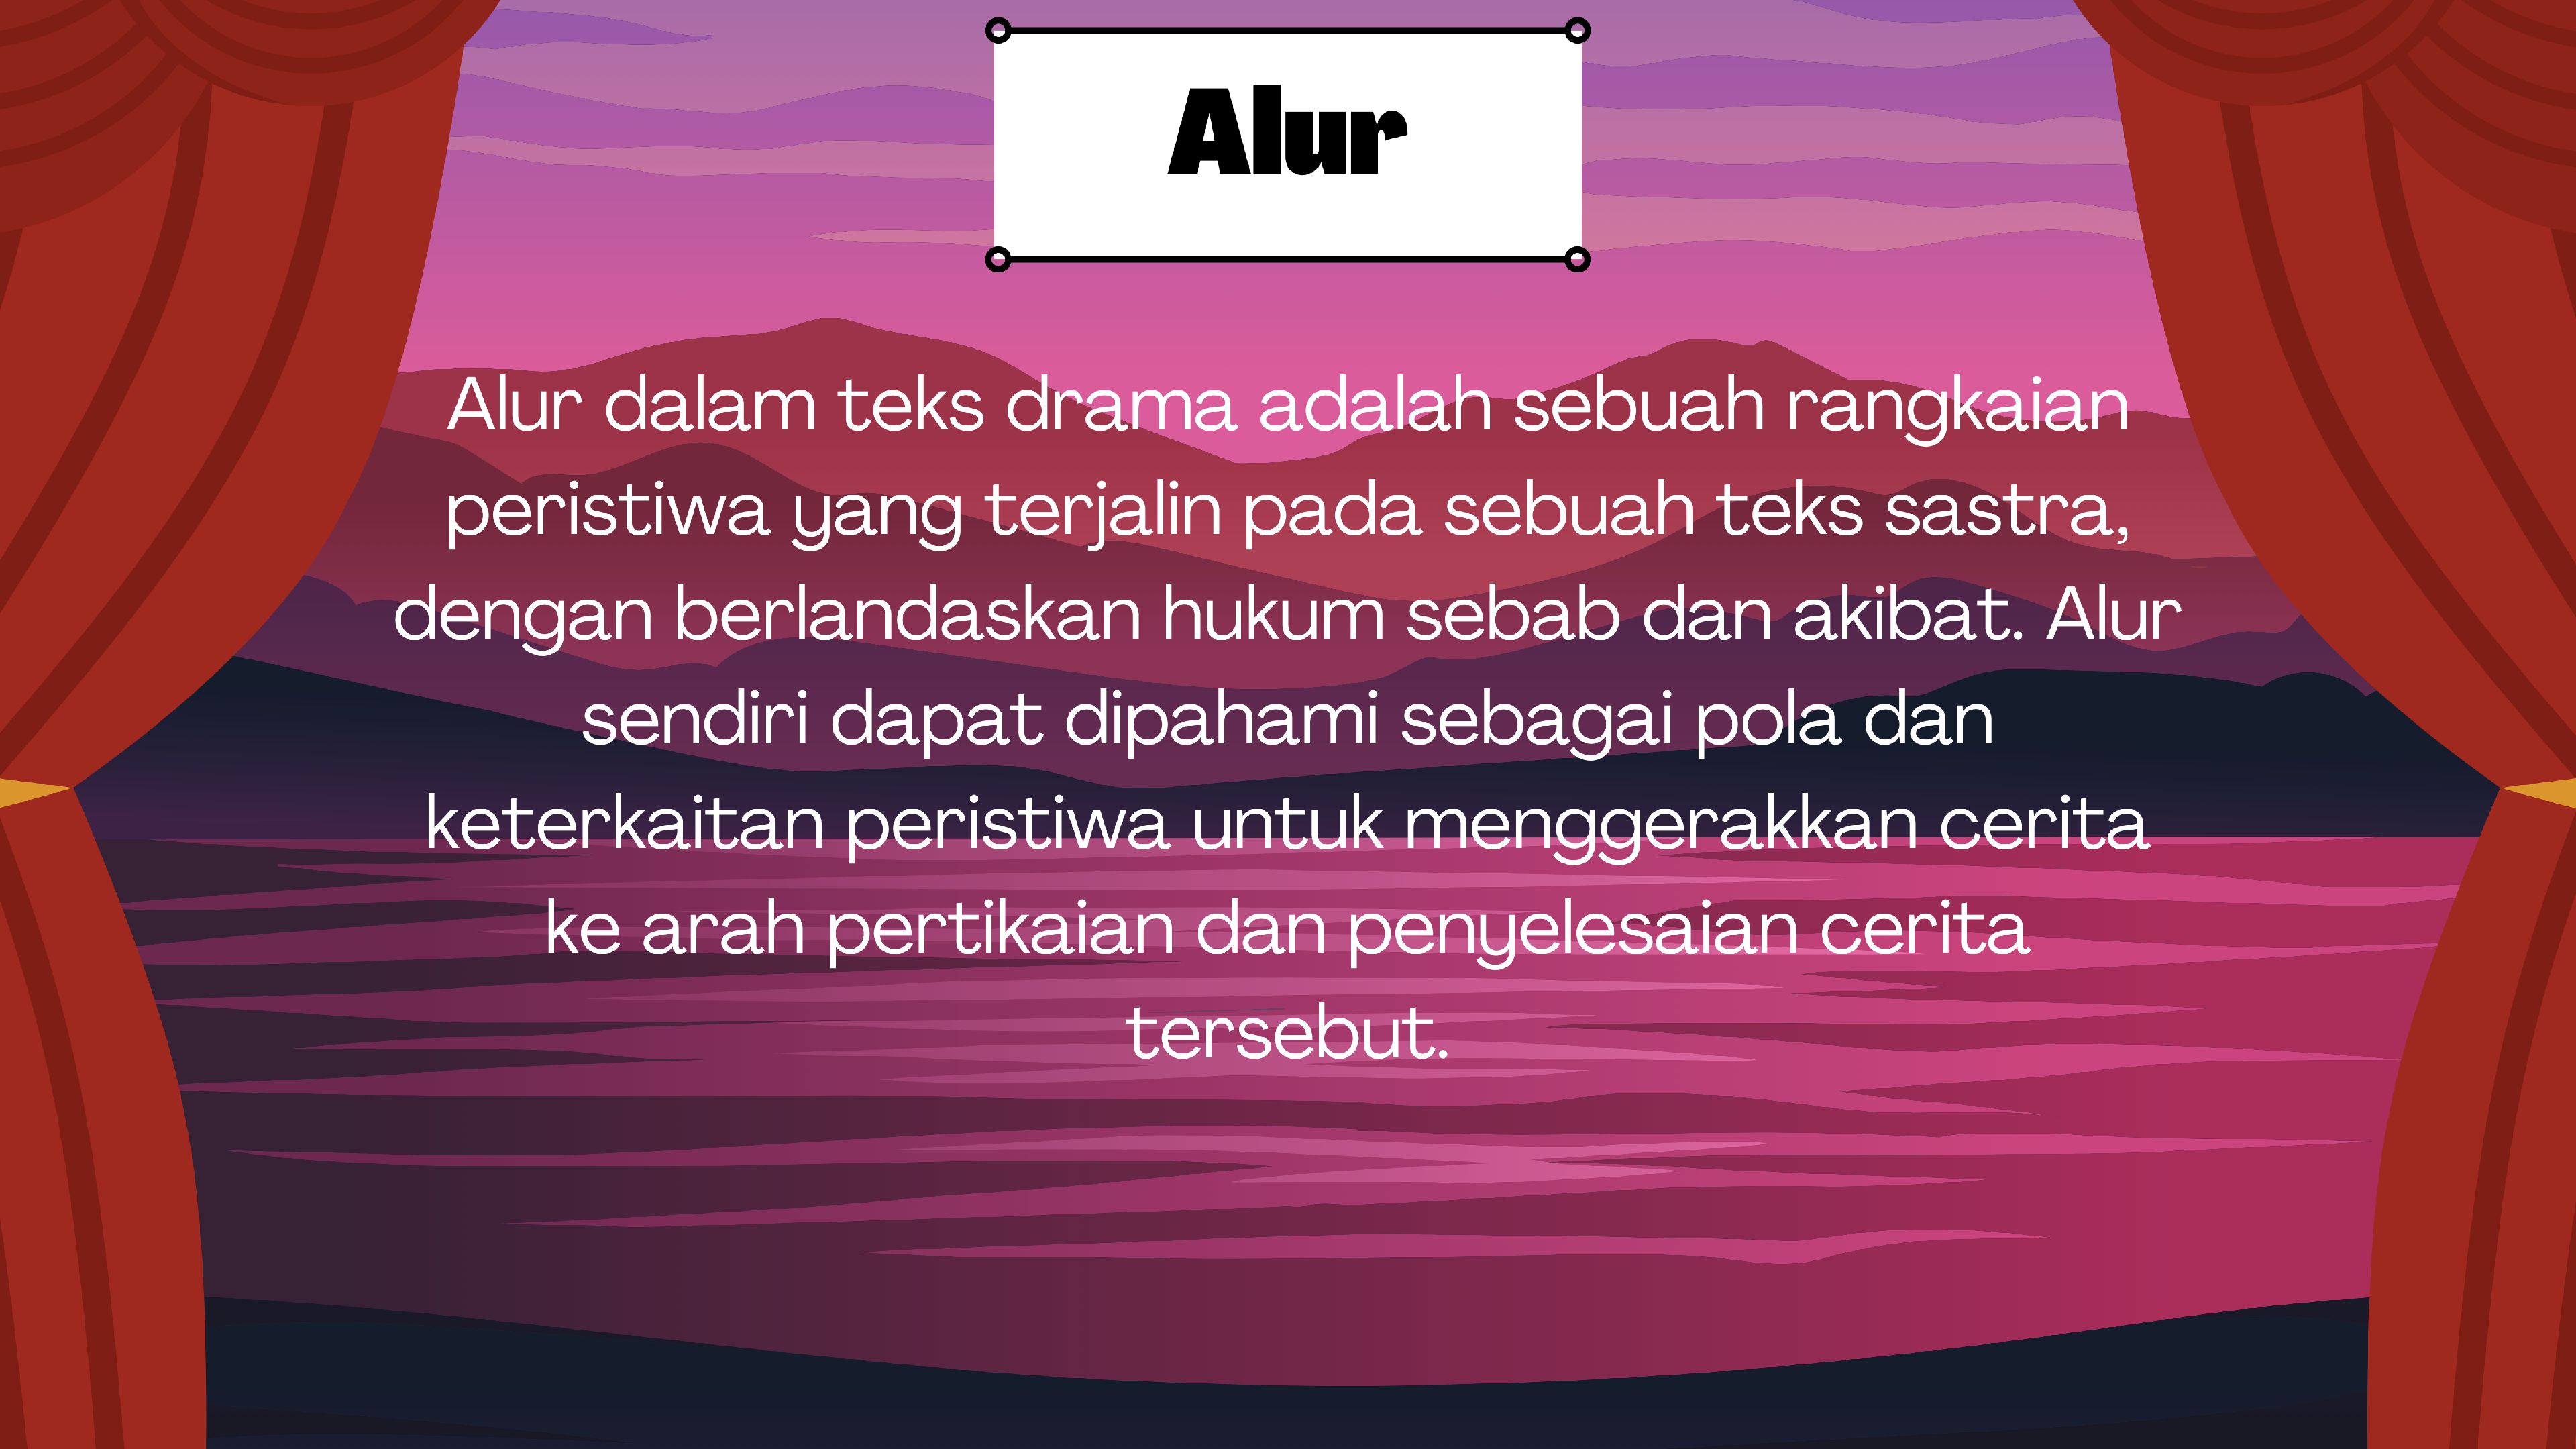 Alur
Alur dalam teks drama adalah sebuah rangkaian
peristiwa yang terjalin pada sebuah teks sastra,
dengan berlandaskan hukum sebab dan akibat. Alur
sendiri dapat dipahami sebagai pola dan
keterkaitan peristiwa untuk menggerakkan cerita
ke arah pertikaian dan penyelesaian cerita
tersebut.